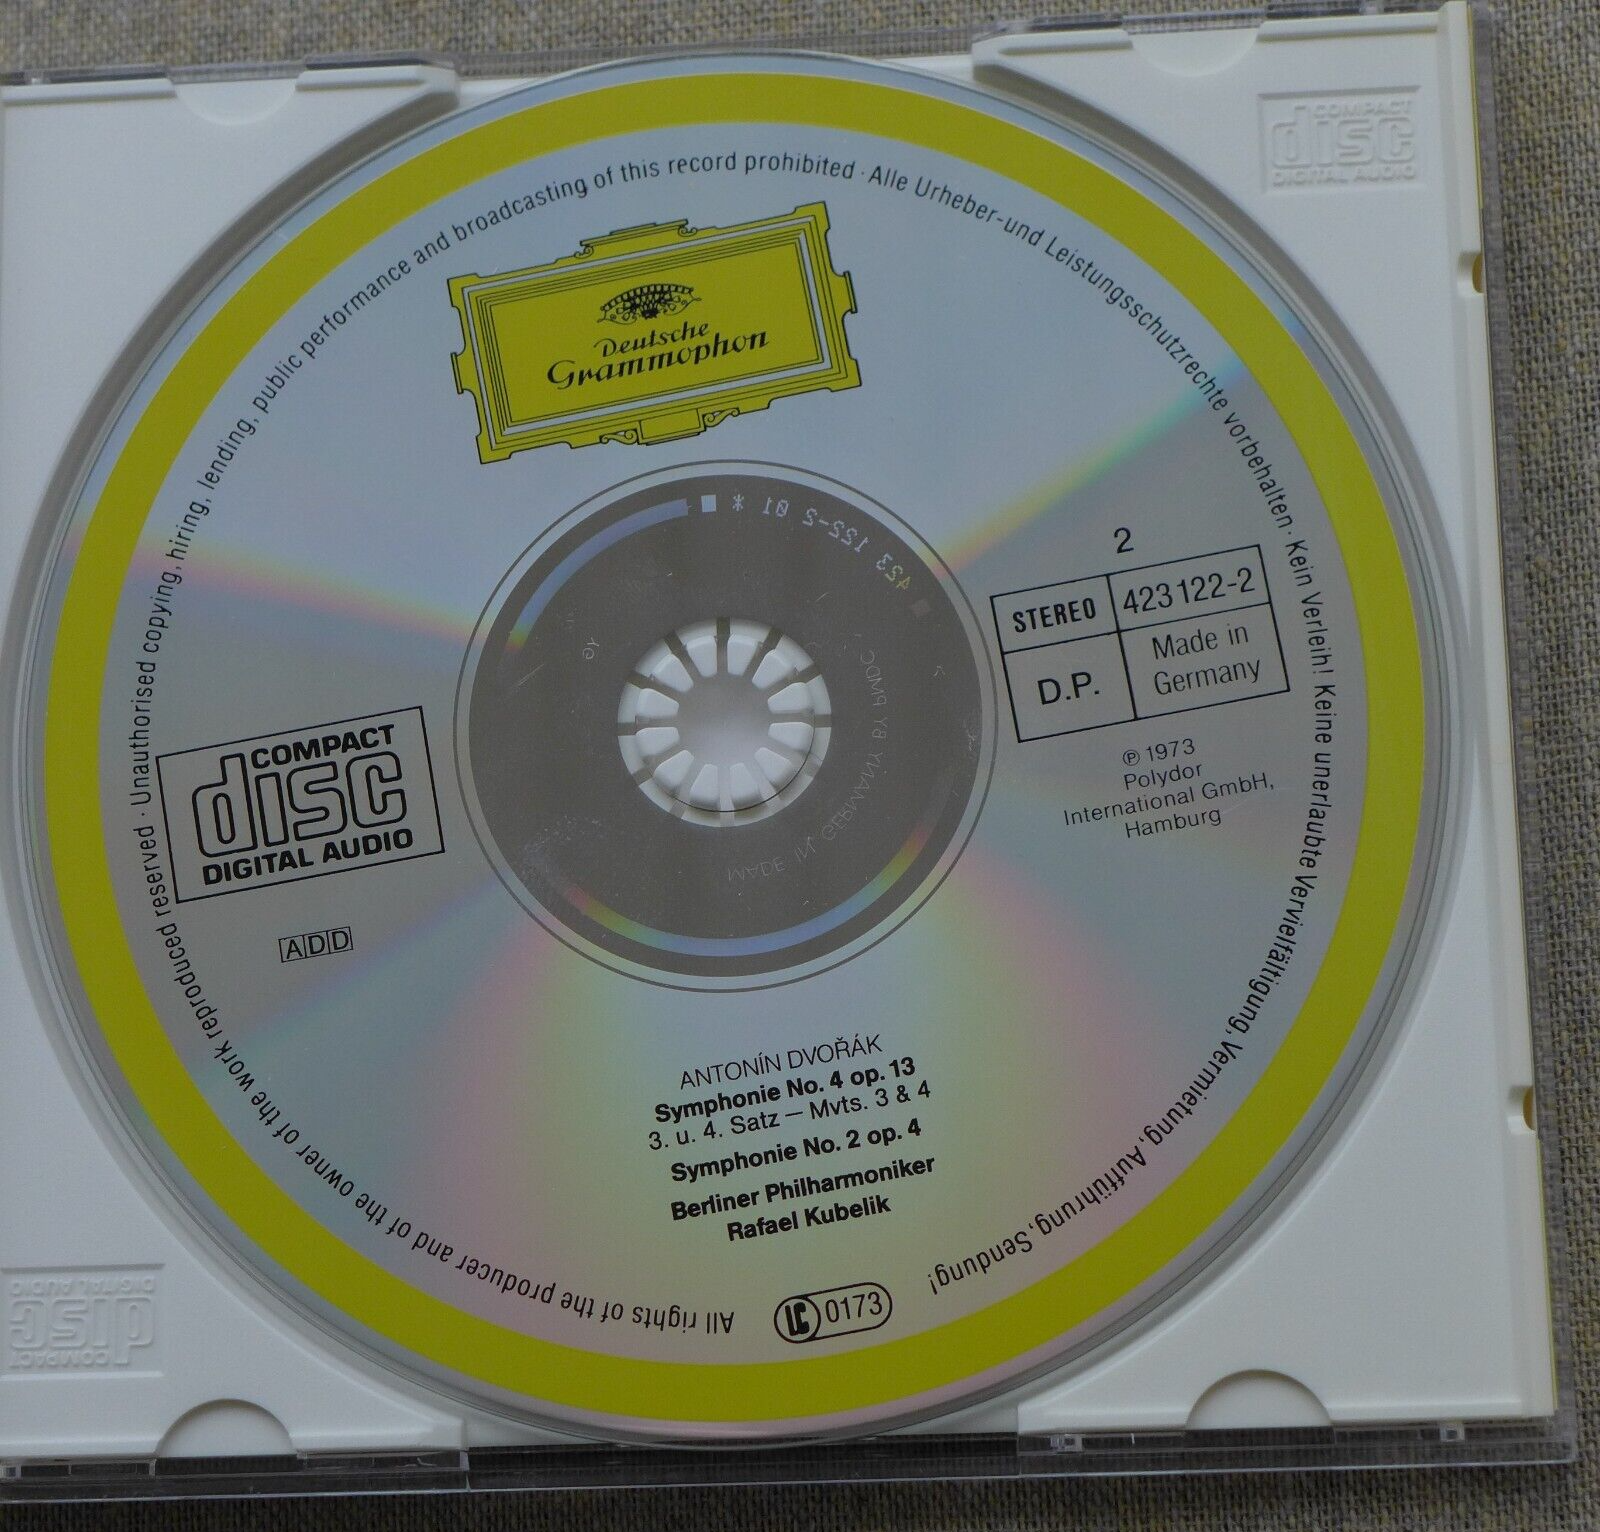 All rights of the producer and of the owner of the work reproduced reserved · Unauthorised copying, hiring, lending, public performance and broadcasting of this record prohibited · Alle Urheber-und Leistungsschutzrechte vorbehalten · Kein Verleih! Keine unerlaubte Vervielfältigung, Vermietung, Aufführung, Sendung!
Deutsche
Grammophon
COMPACT
disc
DIGITAL AUDIO
ADD
2
STEREO
423 122-2
D.P.
Made in
Germany
℗ 1973
Polydor
International GmbH,
Hamburg
423 122-2 01 *
MADE IN GERMANY BY PMDC
ANTONÍN DVOŘÁK
Symphonie No. 4 op. 13
3. u. 4. Satz – Mvts. 3 & 4
Symphonie No. 2 op. 4
Berliner Philharmoniker
Rafael Kubelik
LC 0173
COMPACT
disc
DIGITAL AUDIO
COMPACT
disc
DIGITAL AUDIO